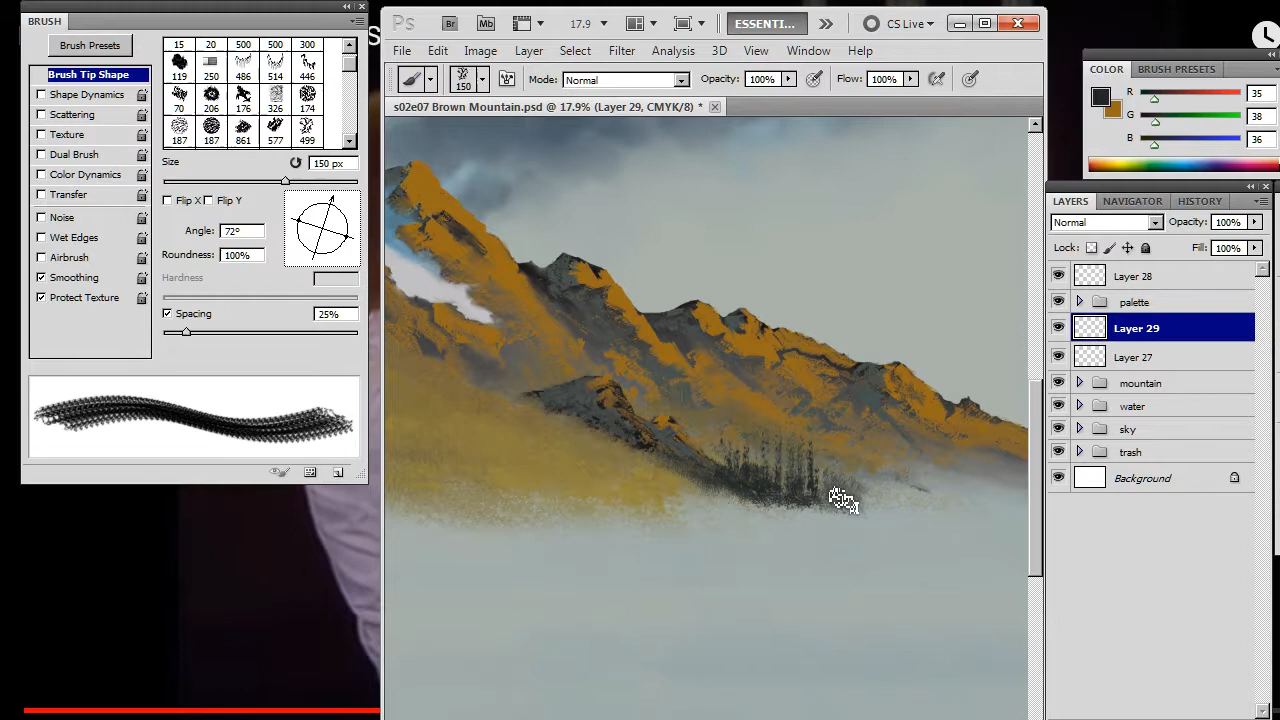 BRUSH
Brush Presets
Brush Tip Shape
Shape Dynamics
Scattering
Texture
Dual Brush
Color Dynamics
Transfer
Noise
Wet Edges
Airbrush
Smoothing
Protect Texture
15 20 500 500 300
119 250 486 514 446
70 206 176 326 174
187 187 861 577 499
Size 150 px
Flip X Flip Y
Angle: 72º
Roundness: 100%
Hardness
Spacing 25%
Ps Br Mb 17.9 ESSENTI... CS Live
File Edit Image Layer Select Filter Analysis 3D View Window Help
150 Mode: Normal Opacity: 100% Flow: 100%
s02e07 Brown Mountain.psd @ 17.9% (Layer 29, CMYK/8) *
COLOR BRUSH PRESETS
R 35
G 38
B 36
LAYERS NAVIGATOR HISTORY
Normal Opacity: 100%
Lock: Fill: 100%
Layer 28
palette
Layer 29
Layer 27
mountain
water
sky
trash
Background